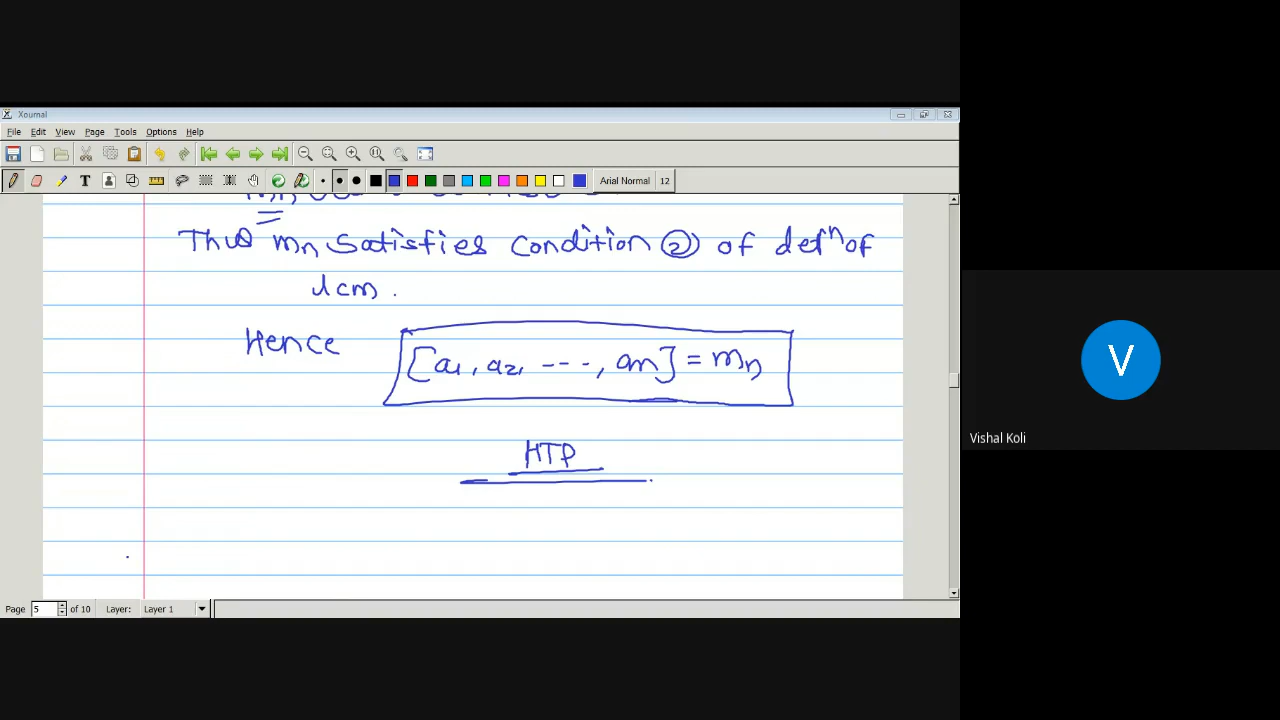 Xournal
File Edit View Page Tools Options Help
Arial Normal 12
Thus mn satisfies condition ② of defⁿ of
lcm.
Hence [a1, a2, ---, an] = mn
HTP
Page 5 of 10 Layer: Layer 1
V
Vishal Koli